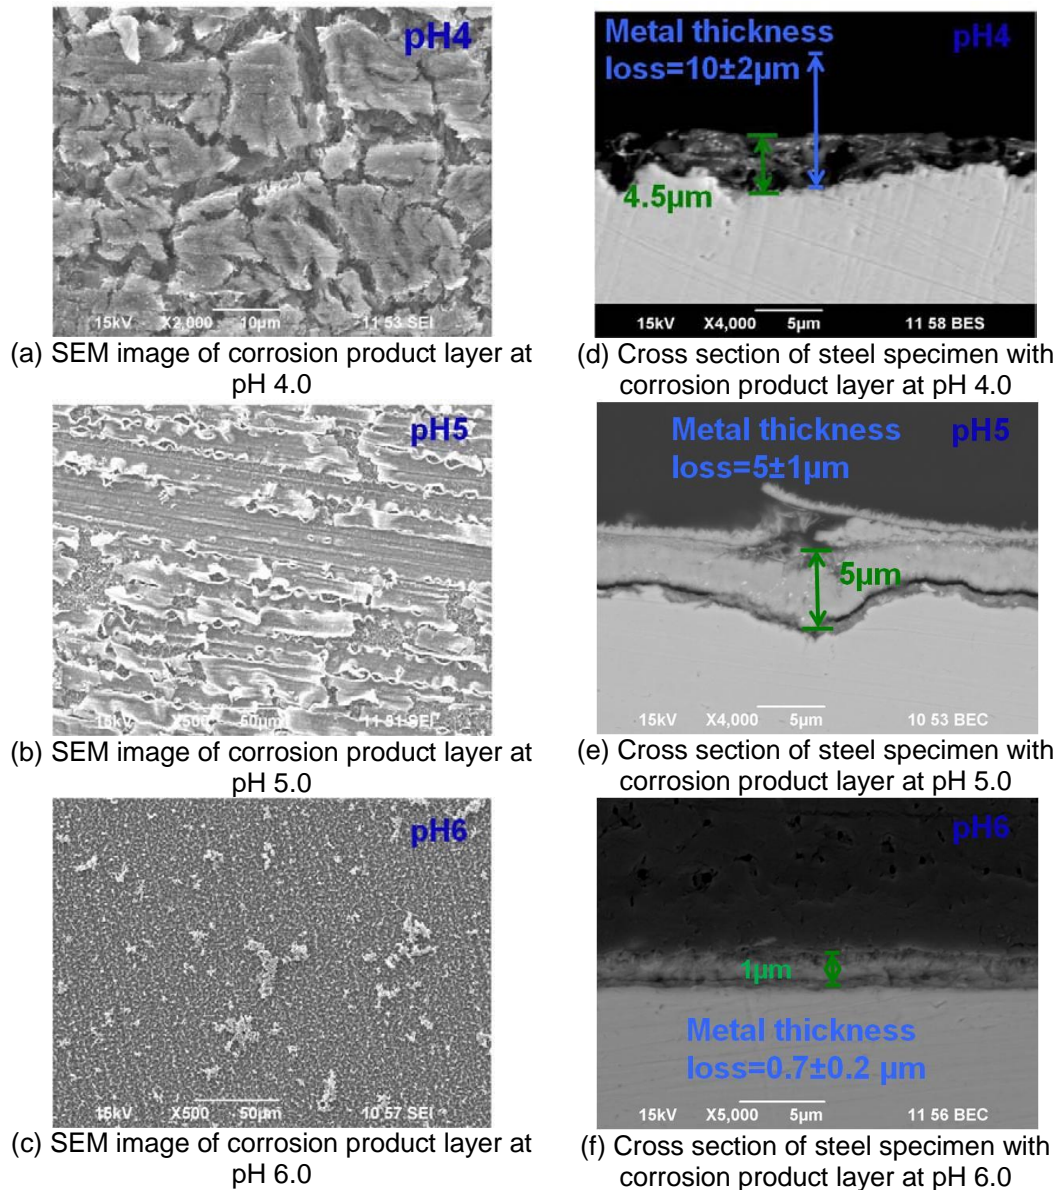 pH4
15kV X2,000 10µm 11 53 SEI
(a) SEM image of corrosion product layer at
pH 4.0
Metal thickness pH4
loss=10±2µm
4.5µm
15kV X4,000 5µm 11 58 BES
(d) Cross section of steel specimen with
corrosion product layer at pH 4.0
pH5
15kV X500 50µm 11 51 SEI
(b) SEM image of corrosion product layer at
pH 5.0
Metal thickness pH5
loss=5±1µm
5µm
15kV X4,000 5µm 10 53 BEC
(e) Cross section of steel specimen with
corrosion product layer at pH 5.0
pH6
15kV X500 50µm 10 57 SEI
(c) SEM image of corrosion product layer at
pH 6.0
pH6
1µm
Metal thickness
loss=0.7±0.2 µm
15kV X5,000 5µm 11 56 BEC
(f) Cross section of steel specimen with
corrosion product layer at pH 6.0